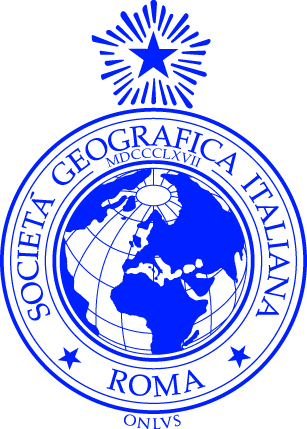 SOCIETÀ GEOGRAFICA ITALIANA
MDCCCLXVII
ROMA
ONLVS